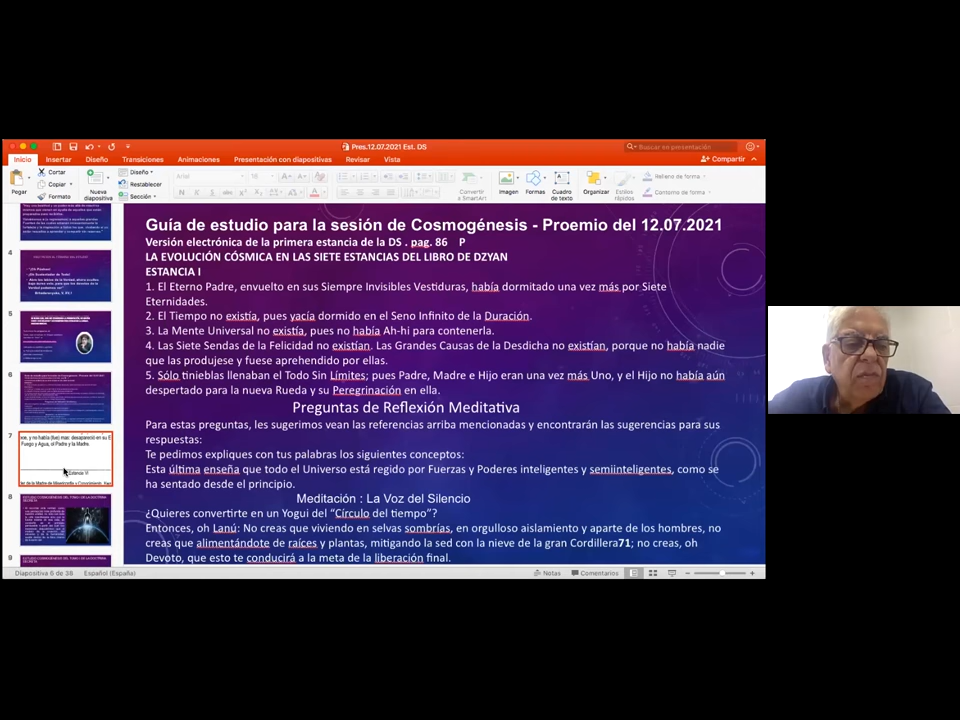 Pres.12.07.2021 Est. DS
Buscar en presentación
Inicio Insertar Diseño Transiciones Animaciones Presentación con diapositivas Revisar Vista
Compartir
Pegar
Cortar
Copiar
Formato
Nueva diapositiva
Diseño
Restablecer
Sección
Arial
Convertir a SmartArt
Imagen
Formas
Cuadro de texto
Organizar
Estilos rápidos
Relleno de forma
Contorno de forma
4
5
6
7
8
9
Guía de estudio para la sesión de Cosmogénesis - Proemio del 12.07.2021
Versión electrónica de la primera estancia de la DS . pag. 86 P
LA EVOLUCIÓN CÓSMICA EN LAS SIETE ESTANCIAS DEL LIBRO DE DZYAN
ESTANCIA I
1. El Eterno Padre, envuelto en sus Siempre Invisibles Vestiduras, había dormitado una vez más por Siete
Eternidades.
2. El Tiempo no existía, pues yacía dormido en el Seno Infinito de la Duración.
3. La Mente Universal no existía, pues no había Ah-hi para contenerla.
4. Las Siete Sendas de la Felicidad no existían. Las Grandes Causas de la Desdicha no existían, porque no había nadie
que las produjese y fuese aprehendido por ellas.
5. Sólo tinieblas llenaban el Todo Sin Límites; pues Padre, Madre e Hijo eran una vez más Uno, y el Hijo no había aún
despertado para la nueva Rueda y su Peregrinación en ella.
Preguntas de Reflexión Meditativa
Para estas preguntas, les sugerimos vean las referencias arriba mencionadas y encontrarán las sugerencias para sus
respuestas:
Te pedimos expliques con tus palabras los siguientes conceptos:
Esta última enseña que todo el Universo está regido por Fuerzas y Poderes inteligentes y semiinteligentes, como se
ha sentado desde el principio.
Meditación : La Voz del Silencio
¿Quieres convertirte en un Yogui del “Círculo del tiempo”?
Entonces, oh Lanú: No creas que viviendo en selvas sombrías, en orgulloso aislamiento y aparte de los hombres, no
creas que alimentándote de raíces y plantas, mitigando la sed con la nieve de la gran Cordillera71; no creas, oh
Devoto, que esto te conducirá a la meta de la liberación final.
Diapositiva 6 de 38 Español (España)
Notas Comentarios